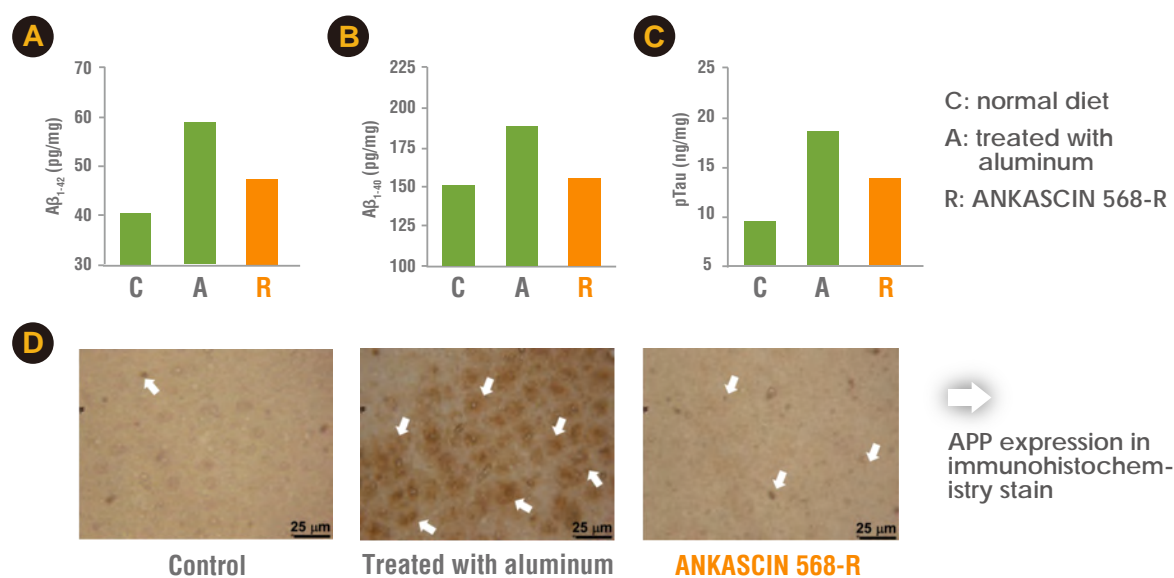 A
70
60
50
40
30
Aβ1-42 (pg/mg)
C A R
B
225
200
175
150
125
100
Aβ1-40 (pg/mg)
C A R
C
25
20
15
10
5
pTau (ng/mg)
C A R
C: normal diet
A: treated with
aluminum
R: ANKASCIN 568-R
D
25 µm
Control
25 µm
Treated with aluminum
25 µm
ANKASCIN 568-R
APP expression in
immunohistochem-
istry stain